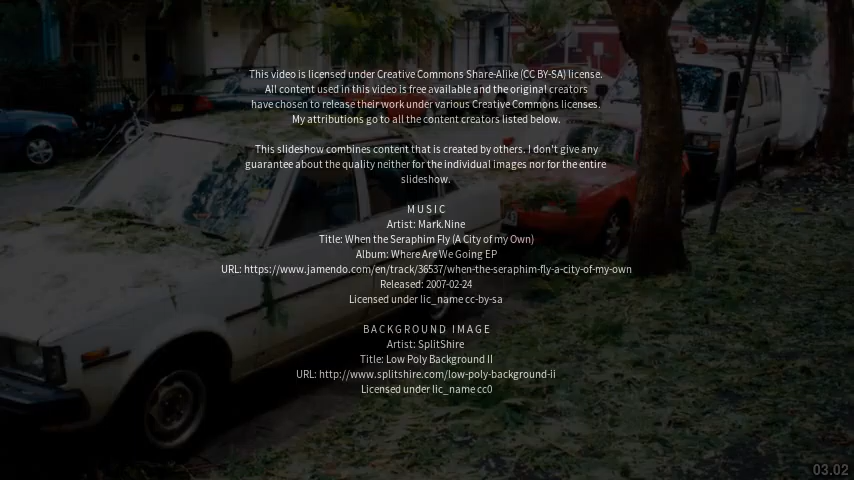 This video is licensed under Creative Commons Share-Alike (CC BY-SA) license.
All content used in this video is free available and the original creators
have chosen to release their work under various Creative Commons licenses.
My attributions go to all the content creators listed below.
This slideshow combines content that is created by others. I don't give any
guarantee about the quality neither for the individual images nor for the entire
slideshow.
MUSIC
Artist: Mark.Nine
Title: When the Seraphim Fly (A City of my Own)
Album: Where Are We Going EP
URL: https://www.jamendo.com/en/track/36537/when-the-seraphim-fly-a-city-of-my-own
Released: 2007-02-24
Licensed under lic_name cc-by-sa
BACKGROUND IMAGE
Artist: SplitShire
Title: Low Poly Background II
URL: http://www.splitshire.com/low-poly-background-ii
Licensed under lic_name cc0
03.02